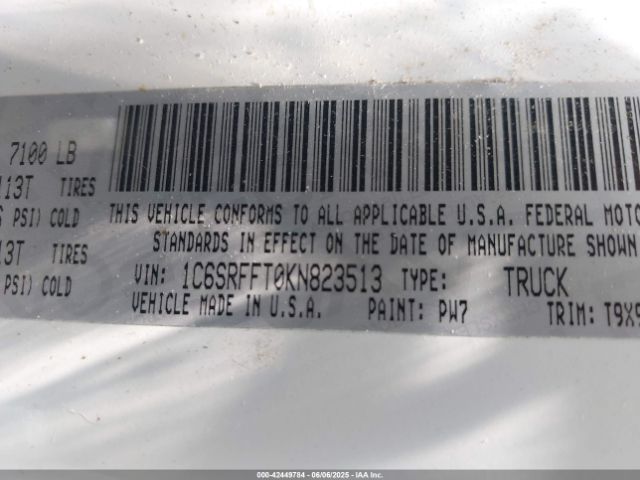 7100 LB
113T TIRES
PSI) COLD
13T TIRES
PSI) COLD
THIS VEHICLE CONFORMS TO ALL APPLICABLE U.S.A. FEDERAL MOTO
STANDARDS IN EFFECT ON THE DATE OF MANUFACTURE SHOWN
VIN: 1C6SRFFT0KN823513 TYPE: TRUCK
VEHICLE MADE IN U.S.A. PAINT: PW7 TRIM: T9X9
000-42449784 - 06/06/2025 - IAA Inc.